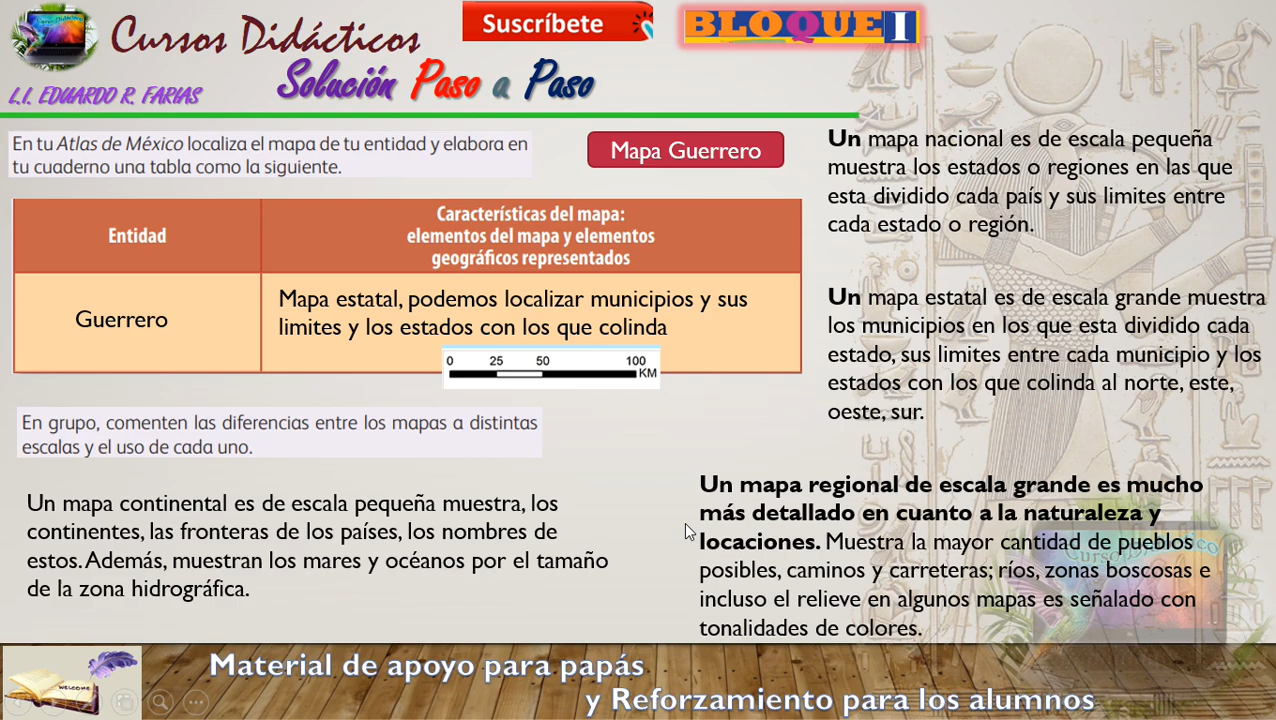 Cursos Didácticos
Suscríbete
BLOQUE I
Solución Paso a Paso
L.I. EDUARDO R. FARIAS
En tu Atlas de México localiza el mapa de tu entidad y elabora en
tu cuaderno una tabla como la siguiente.
Mapa Guerrero
Entidad
Características del mapa:
elementos del mapa y elementos
geográficos representados
Guerrero
Mapa estatal, podemos localizar municipios y sus
limites y los estados con los que colinda
0 25 50 100
KM
En grupo, comenten las diferencias entre los mapas a distintas
escalas y el uso de cada uno.
Un mapa continental es de escala pequeña muestra, los
continentes, las fronteras de los países, los nombres de
estos. Además, muestran los mares y océanos por el tamaño
de la zona hidrográfica.
Un mapa nacional es de escala pequeña
muestra los estados o regiones en las que
esta dividido cada país y sus limites entre
cada estado o región.
Un mapa estatal es de escala grande muestra
los municipios en los que esta dividido cada
estado, sus limites entre cada municipio y los
estados con los que colinda al norte, este,
oeste, sur.
Un mapa regional de escala grande es mucho
más detallado en cuanto a la naturaleza y
locaciones. Muestra la mayor cantidad de pueblos
posibles, caminos y carreteras; ríos, zonas boscosas e
incluso el relieve en algunos mapas es señalado con
tonalidades de colores.
Curso Didáctico
WELCOME
Material de apoyo para papás
y Reforzamiento para los alumnos